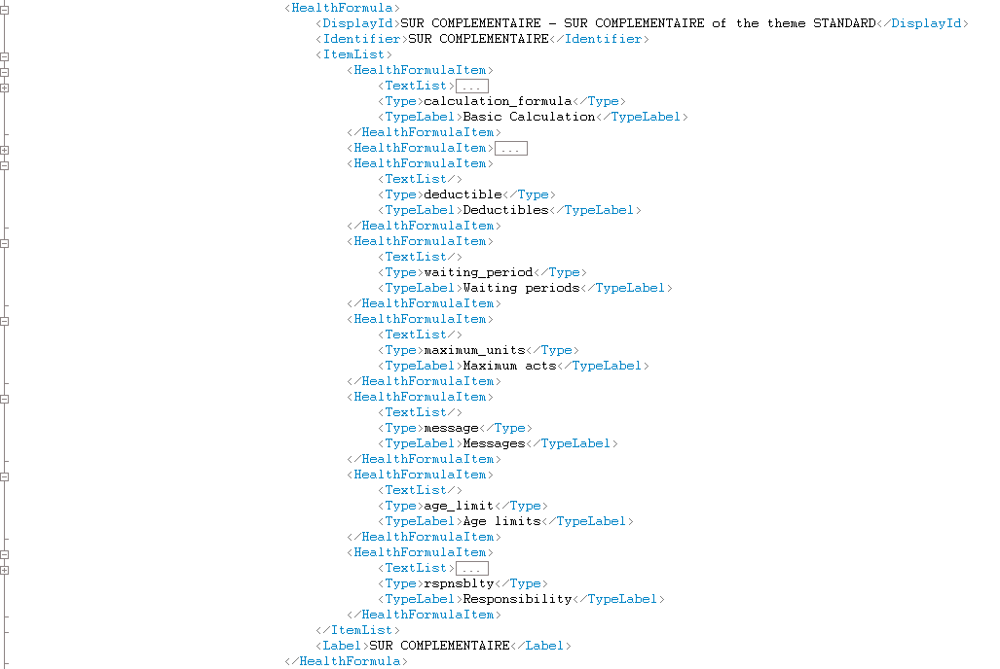 <HealthFormula>
<DisplayId>SUR COMPLEMENTAIRE - SUR COMPLEMENTAIRE of the theme STANDARD</DisplayId>
<Identifier>SUR COMPLEMENTAIRE</Identifier>
<ItemList>
<HealthFormulaItem>
<TextList>...
<Type>calculation_formula</Type>
<TypeLabel>Basic Calculation</TypeLabel>
</HealthFormulaItem>
<HealthFormulaItem>...
<HealthFormulaItem>
<TextList/>
<Type>deductible</Type>
<TypeLabel>Deductibles</TypeLabel>
</HealthFormulaItem>
<HealthFormulaItem>
<TextList/>
<Type>waiting_period</Type>
<TypeLabel>Waiting periods</TypeLabel>
</HealthFormulaItem>
<HealthFormulaItem>
<TextList/>
<Type>maximum_units</Type>
<TypeLabel>Maximum acts</TypeLabel>
</HealthFormulaItem>
<HealthFormulaItem>
<TextList/>
<Type>message</Type>
<TypeLabel>Messages</TypeLabel>
</HealthFormulaItem>
<HealthFormulaItem>
<TextList/>
<Type>age_limit</Type>
<TypeLabel>Age limits</TypeLabel>
</HealthFormulaItem>
<HealthFormulaItem>
<TextList>...
<Type>rspnsblty</Type>
<TypeLabel>Responsibility</TypeLabel>
</HealthFormulaItem>
</ItemList>
<Label>SUR COMPLEMENTAIRE</Label>
</HealthFormula>